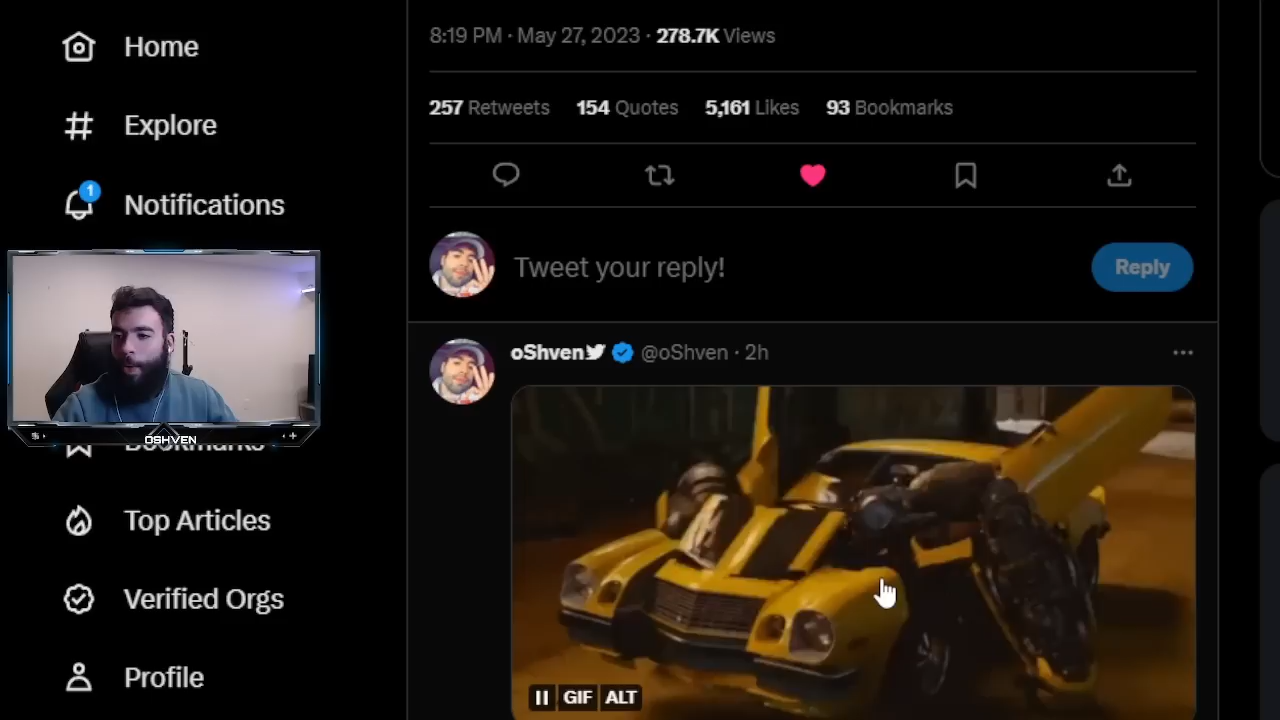 Home
Explore
1
Notifications
OSHVEN
Bookmarks
Top Articles
Verified Orgs
Profile
8:19 PM · May 27, 2023 · 278.7K Views
257 Retweets 154 Quotes 5,161 Likes 93 Bookmarks
Tweet your reply!
Reply
oShven @oShven · 2h
GIF ALT